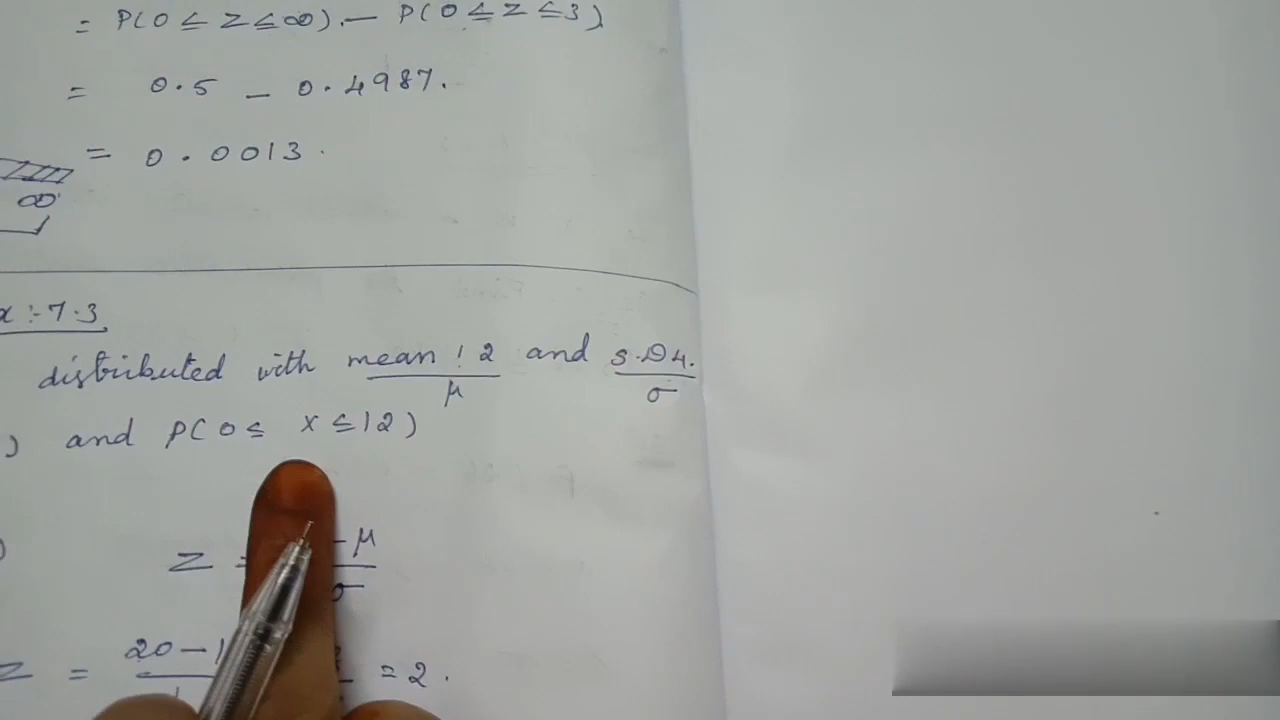 = P(0 ≤ Z ≤ ∞) - P(0 ≤ Z ≤ 3)
= 0.5 - 0.4987.
= 0.0013.
∞
x :- 7.3
distributed with mean 12 and S.D 4.
μ σ
) and P(0 ≤ X ≤ 12)
) Z = - μ
σ
Z = 20 - 1 = 2.